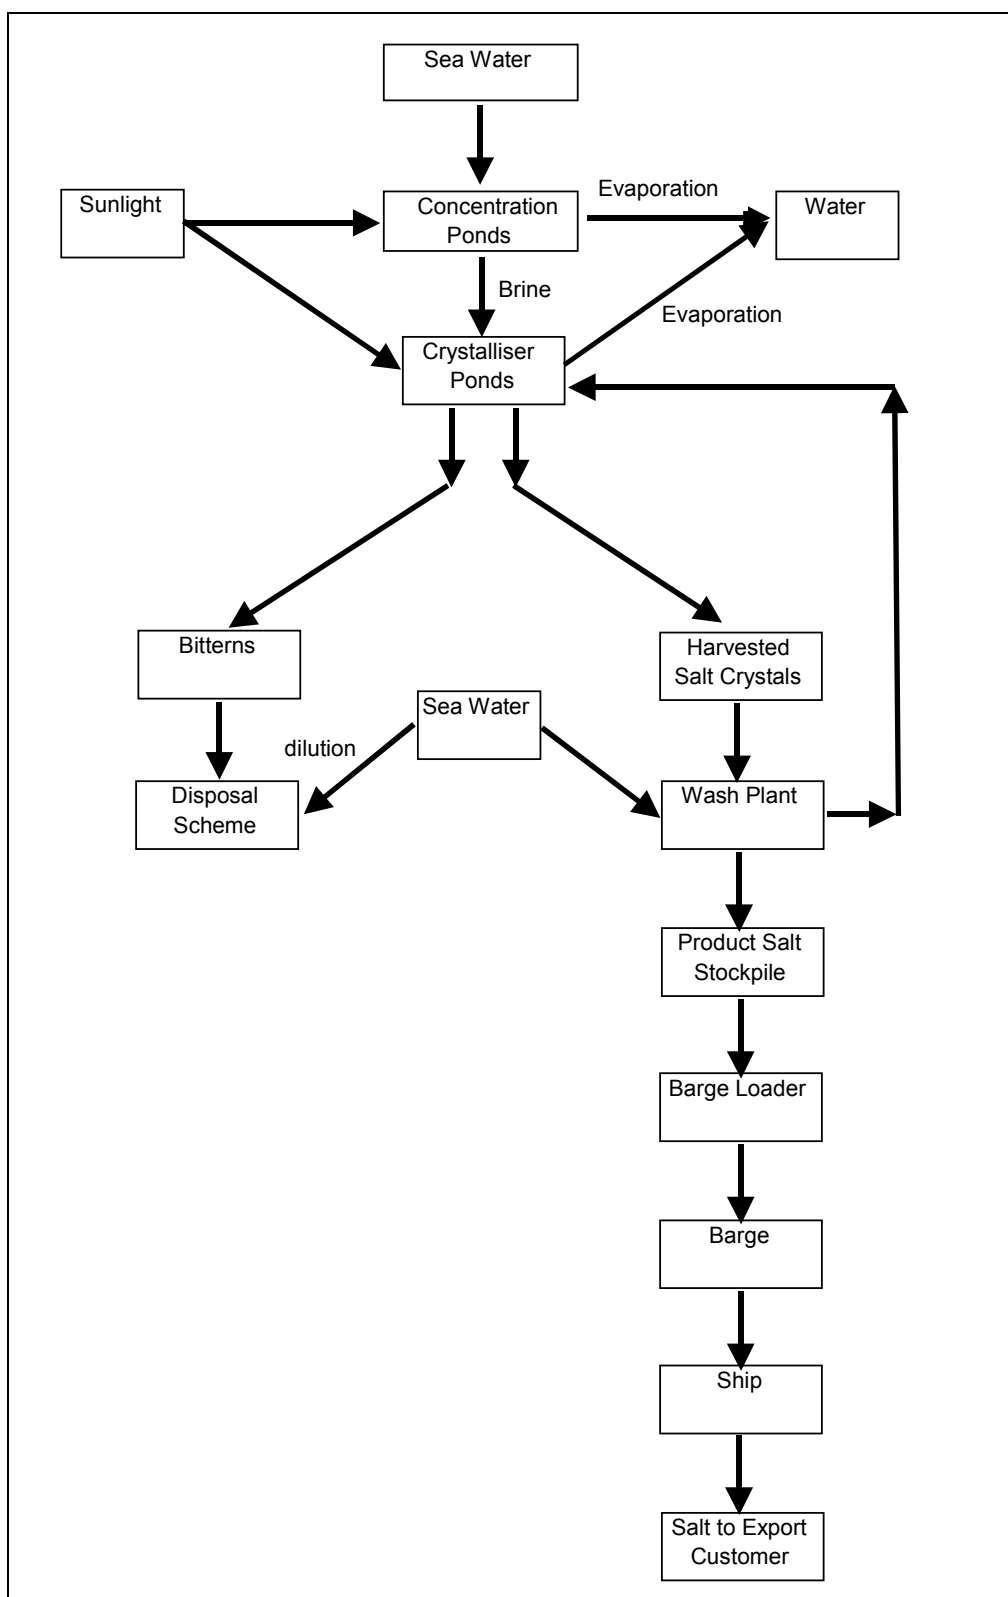 Sea Water
Sunlight
Concentration
Ponds
Evaporation
Water
Brine
Evaporation
Crystalliser
Ponds
Bitterns
Harvested
Salt Crystals
Sea Water
dilution
Disposal
Scheme
Wash Plant
Product Salt
Stockpile
Barge Loader
Barge
Ship
Salt to Export
Customer